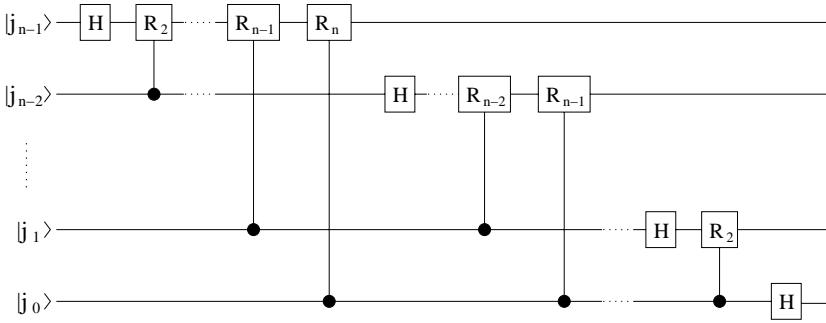 |j n−1⟩ H R 2 R n−1 R n
|j n−2⟩ H R n−2 R n−1
|j 1⟩ H R 2
|j 0⟩ H